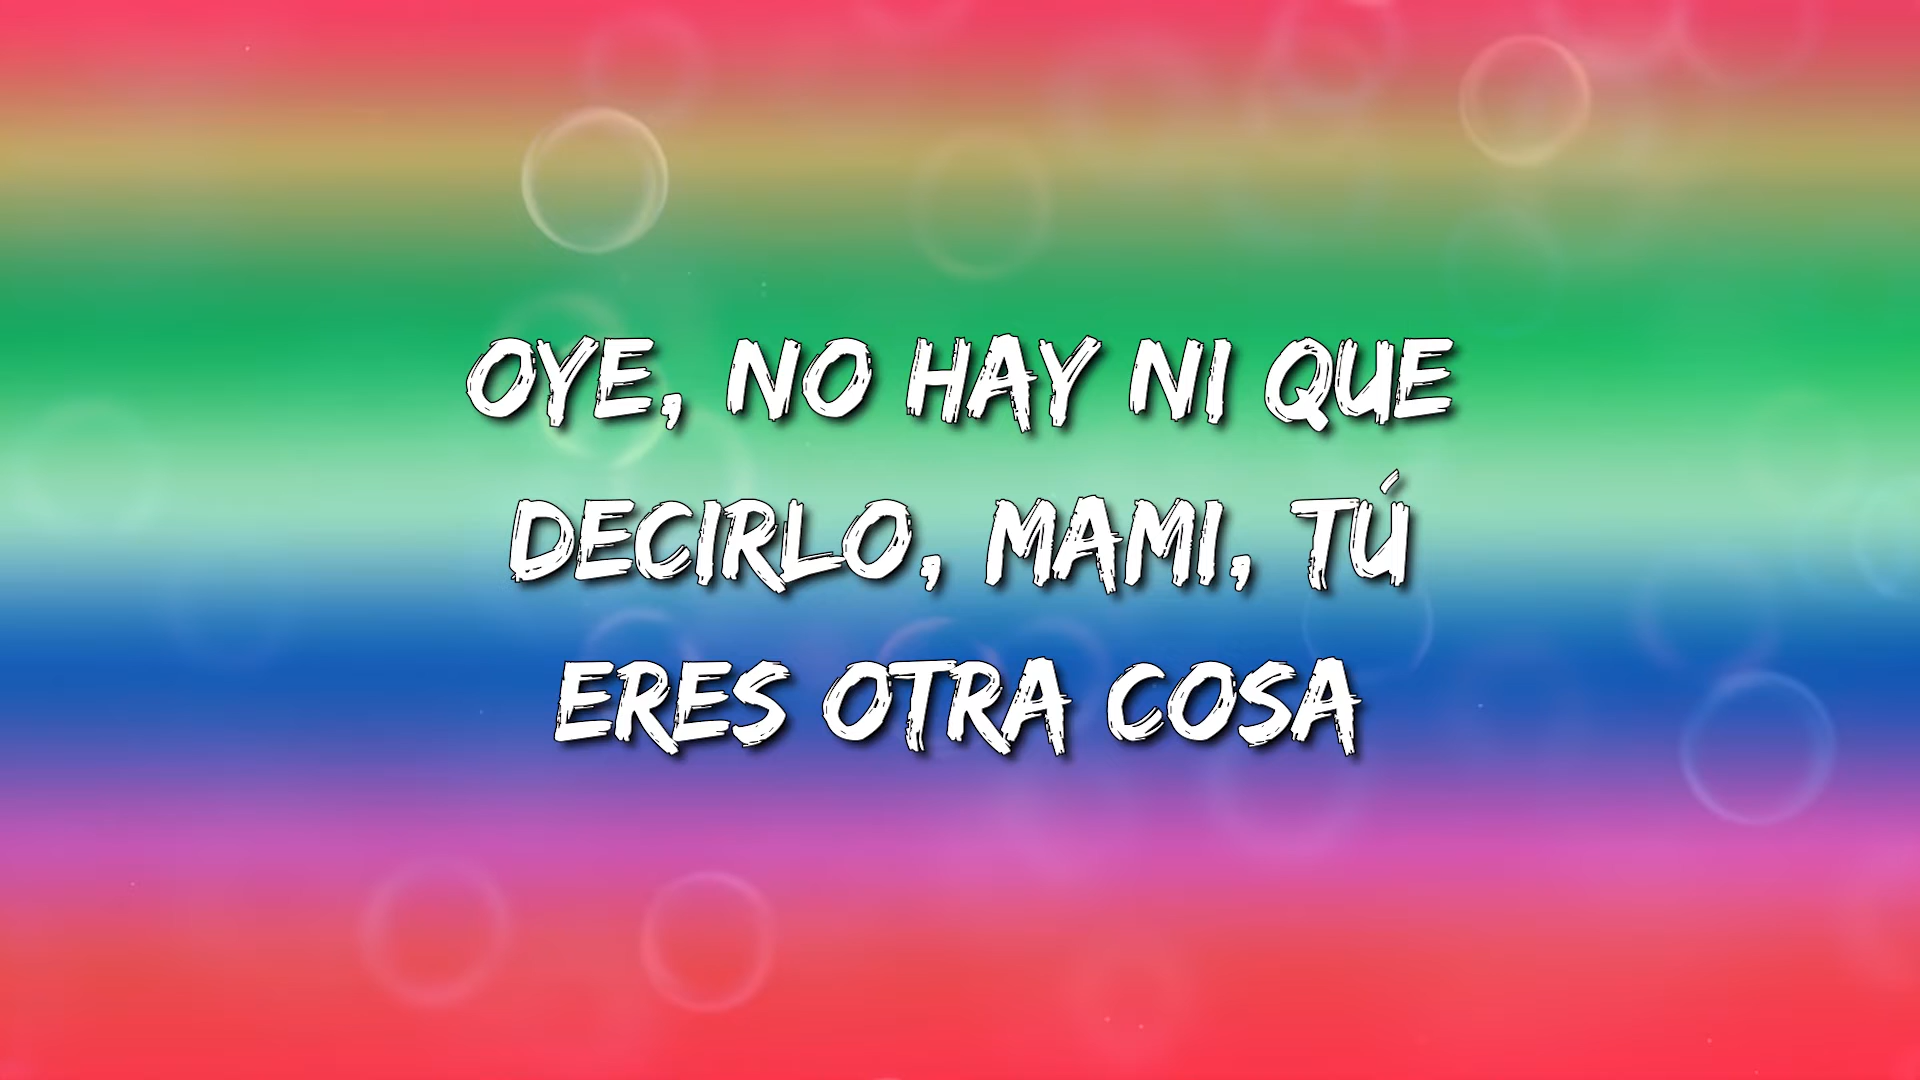 OYE, NO HAY NI QUE
DECIRLO, MAMI, TÚ
ERES OTRA COSA